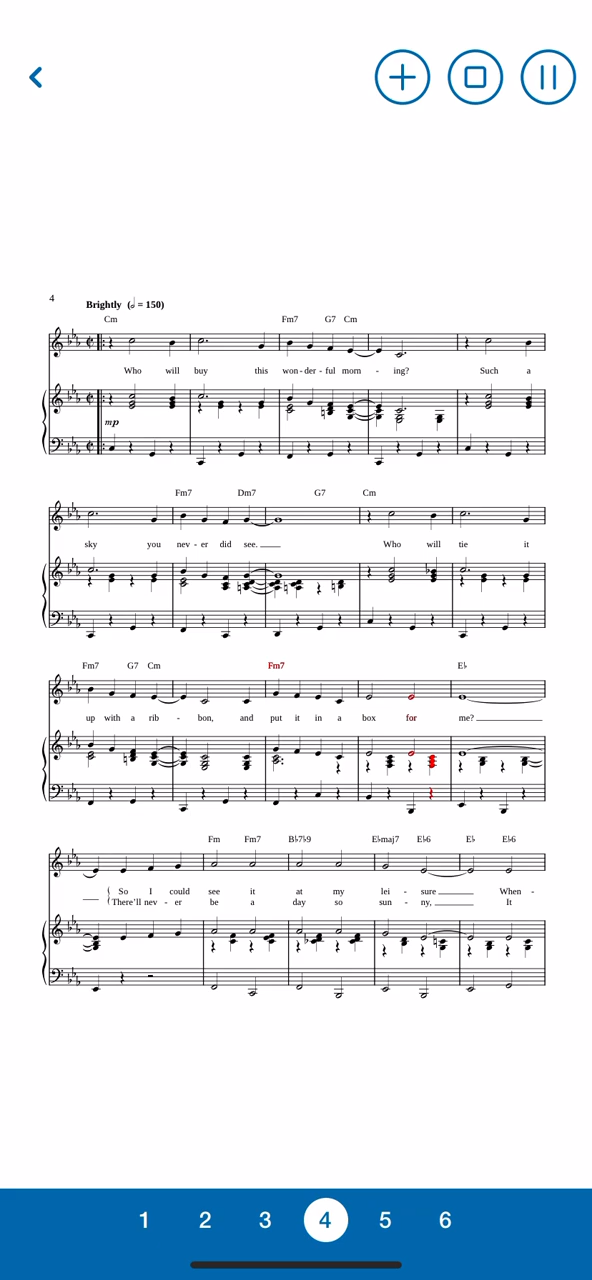 4
Brightly (𝅗𝅥 = 150)
Cm Fm7 G7 Cm
Who will buy this won - der - ful morn - ing? Such a
mp
Fm7 Dm7 G7 Cm
sky you nev - er did see. Who will tie it
Fm7 G7 Cm Fm7 E♭
up with a rib - bon, and put it in a box for me?
Fm Fm7 B♭7♭9 E♭maj7 E♭6 E♭ E♭6
So I could see it at my lei - sure When -
There'll nev - er be a day so sun - ny, It
1 2 3 4 5 6